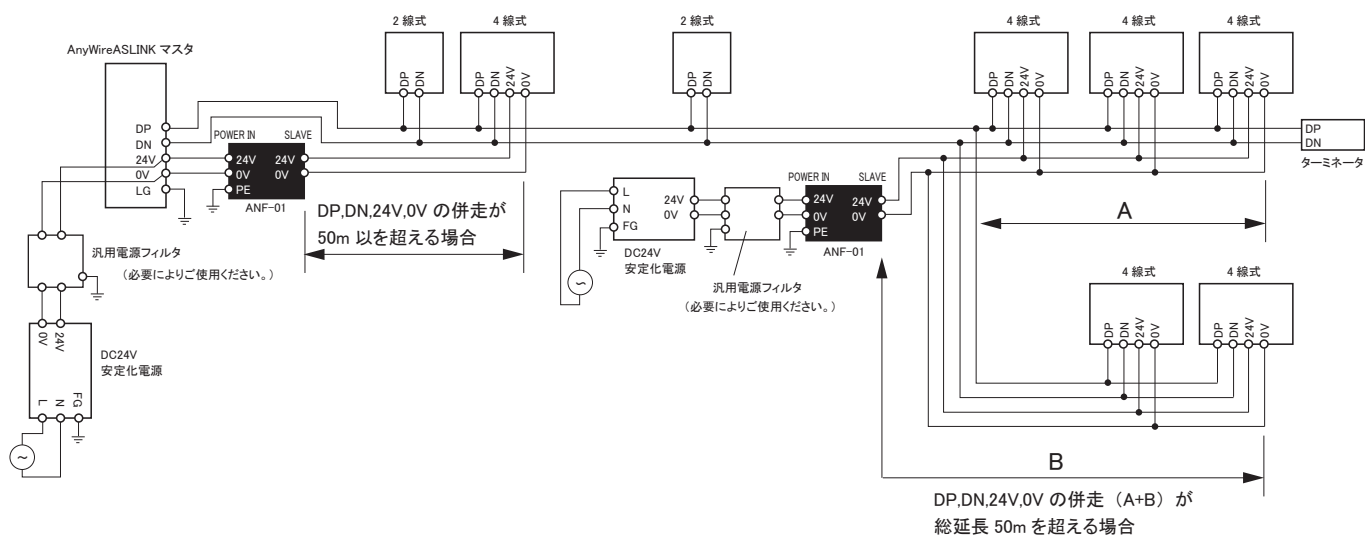 2 線式
4 線式
2 線式
4 線式
4 線式
4 線式
AnyWireASLINK マスタ
DP
DN
DP
DN
24V
0V
DP
DN
DP
DN
24V
0V
DP
DN
24V
0V
DP
DN
24V
0V
DP
DN
24V
0V
LG
POWER IN
SLAVE
24V
0V
PE
24V
0V
ANF-01
DP
DN
ターミネータ
DP,DN,24V,0V の併走が
50m 以を超える場合
L
N
FG
24V
0V
DC24V
安定化電源
POWER IN
SLAVE
24V
0V
PE
24V
0V
ANF-01
汎用電源フィルタ
（必要によりご使用ください。）
A
汎用電源フィルタ
（必要によりご使用ください。）
4 線式
4 線式
DP
DN
24V
0V
DP
DN
24V
0V
0V
24V
DC24V
安定化電源
L
N
FG
~
~
B
DP,DN,24V,0V の併走（A+B）が
総延長 50m を超える場合